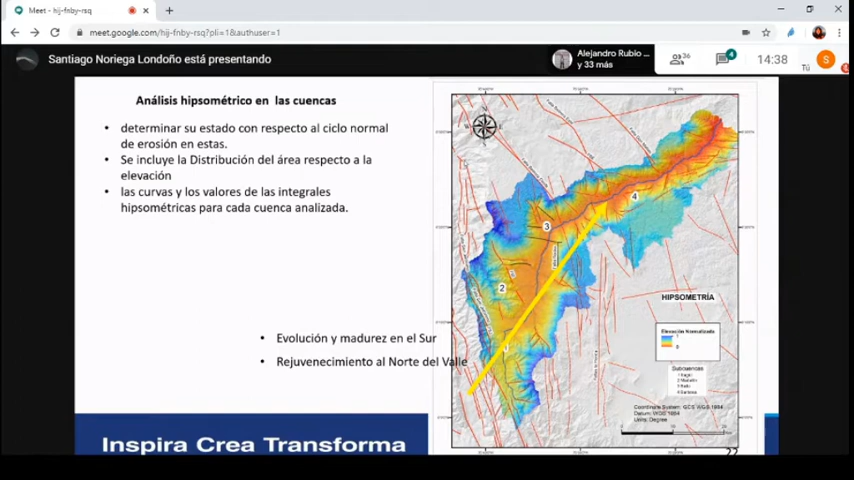 Meet - hij-fnby-rsq
meet.google.com/hij-fnby-rsq?pli=1&authuser=1
Santiago Noriega Londoño está presentando
Alejandro Rubio ...
y 33 más
36
4
14:38
Tú
S
Análisis hipsométrico en las cuencas
• determinar su estado con respecto al ciclo normal
de erosión en estas.
• Se incluye la Distribución del área respecto a la
elevación
• las curvas y los valores de las integrales
hipsométricas para cada cuenca analizada.
• Evolución y madurez en el Sur
• Rejuvenecimiento al Norte del Valle
4
3
2
1
HIPSOMETRÍA
Elevación Normalizada
Subcuencas
Coordinate System: GCS WGS 1984
Datum: WGS 1984
Units: Degree
Inspira Crea Transforma
22